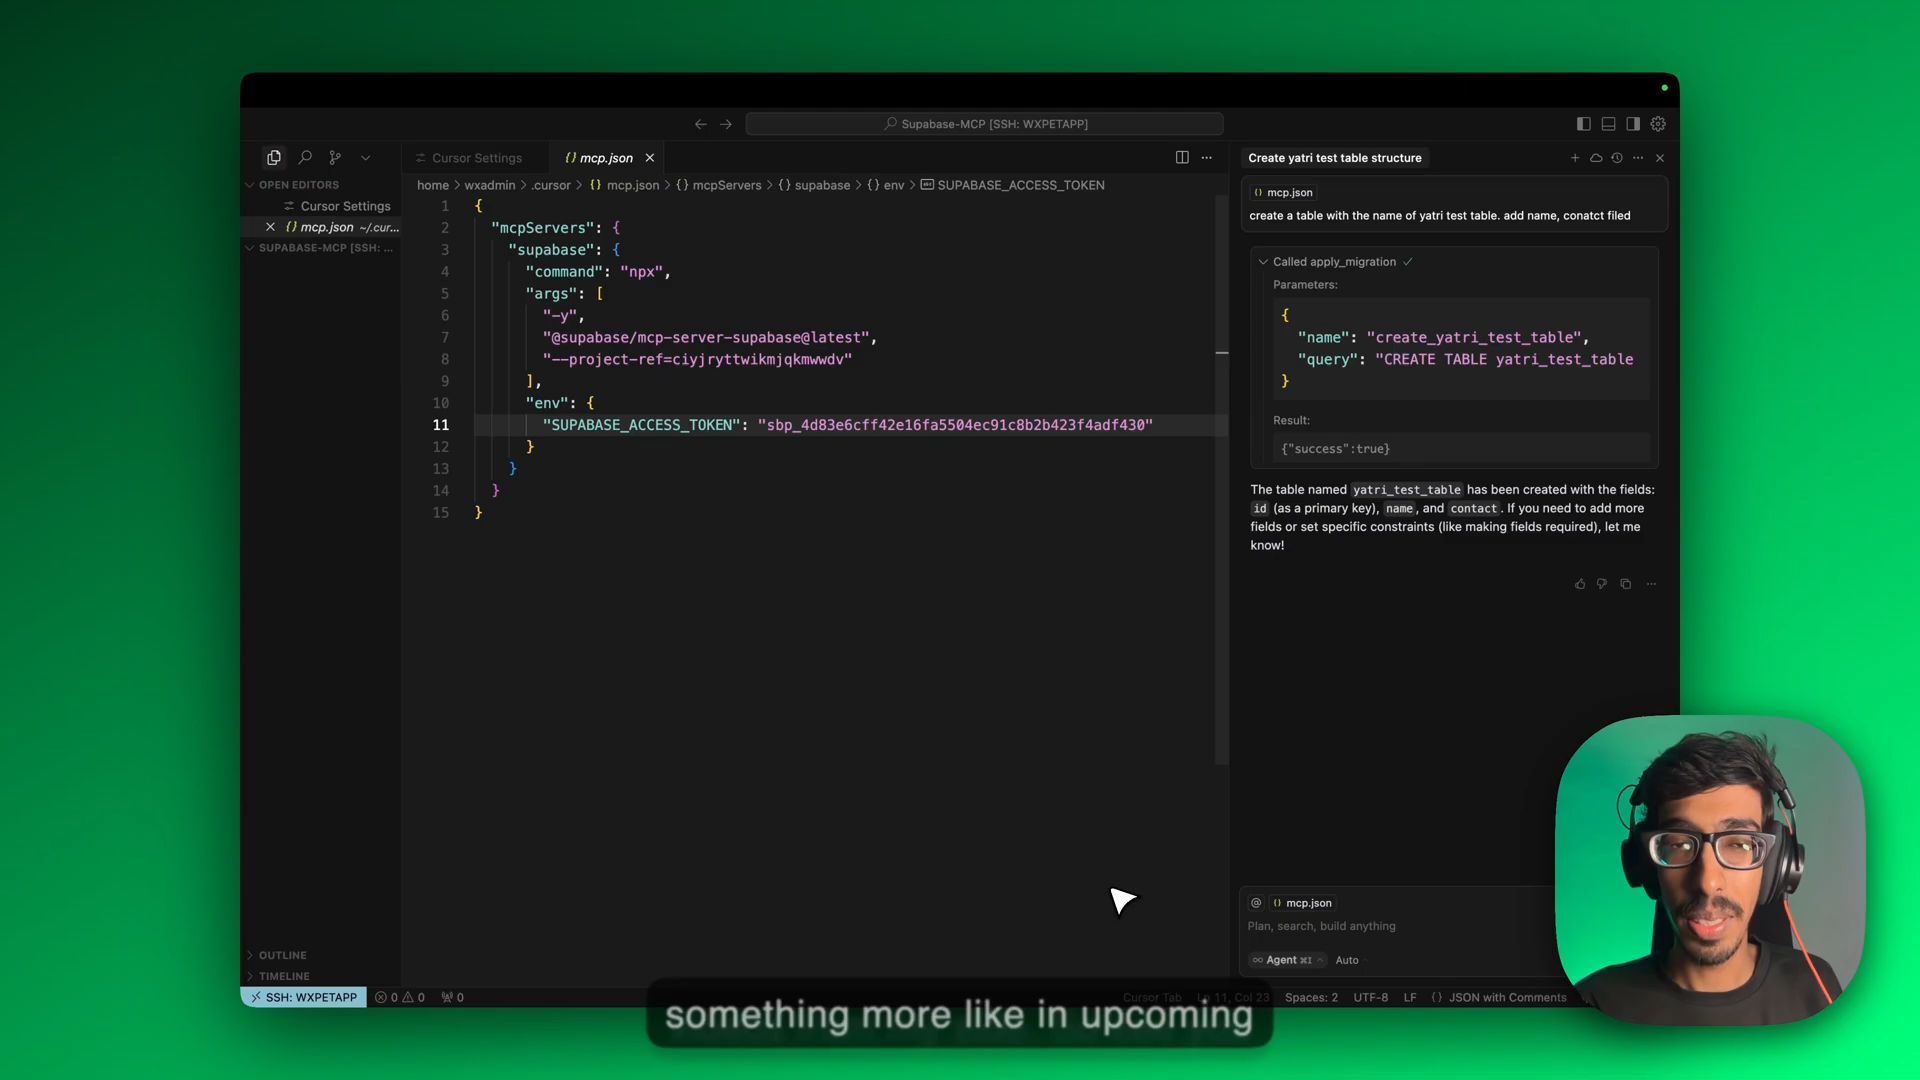 Supabase-MCP [SSH: WXPETAPP]
Cursor Settings
{} mcp.json
Create yatri test table structure
OPEN EDITORS
Cursor Settings
{} mcp.json ~/.cur...
SUPABASE-MCP [SSH: ...
home > wxadmin > .cursor > {} mcp.json > {} mcpServers > {} supabase > {} env > SUPABASE_ACCESS_TOKEN
1 {
2 "mcpServers": {
3 "supabase": {
4 "command": "npx",
5 "args": [
6 "-y",
7 "@supabase/mcp-server-supabase@latest",
8 "--project-ref=ciyjryttwikmjqkmwwdv"
9 ],
10 "env": {
11 "SUPABASE_ACCESS_TOKEN": "sbp_4d83e6cff42e16fa5504ec91c8b2b423f4adf430"
12 }
13 }
14 }
15 }
{} mcp.json
create a table with the name of yatri test table. add name, conatct filed
Called apply_migration ✓
Parameters:
{
"name": "create_yatri_test_table",
"query": "CREATE TABLE yatri_test_table
}
Result:
{"success":true}
The table named yatri_test_table has been created with the fields:
id (as a primary key), name, and contact. If you need to add more
fields or set specific constraints (like making fields required), let me
know!
@ {} mcp.json
Plan, search, build anything
∞ Agent ⌘I Auto
OUTLINE
TIMELINE
SSH: WXPETAPP 0 0 0 Cursor Tab Ln 11, Col 23 Spaces: 2 UTF-8 LF {} JSON with Comments
something more like in upcoming